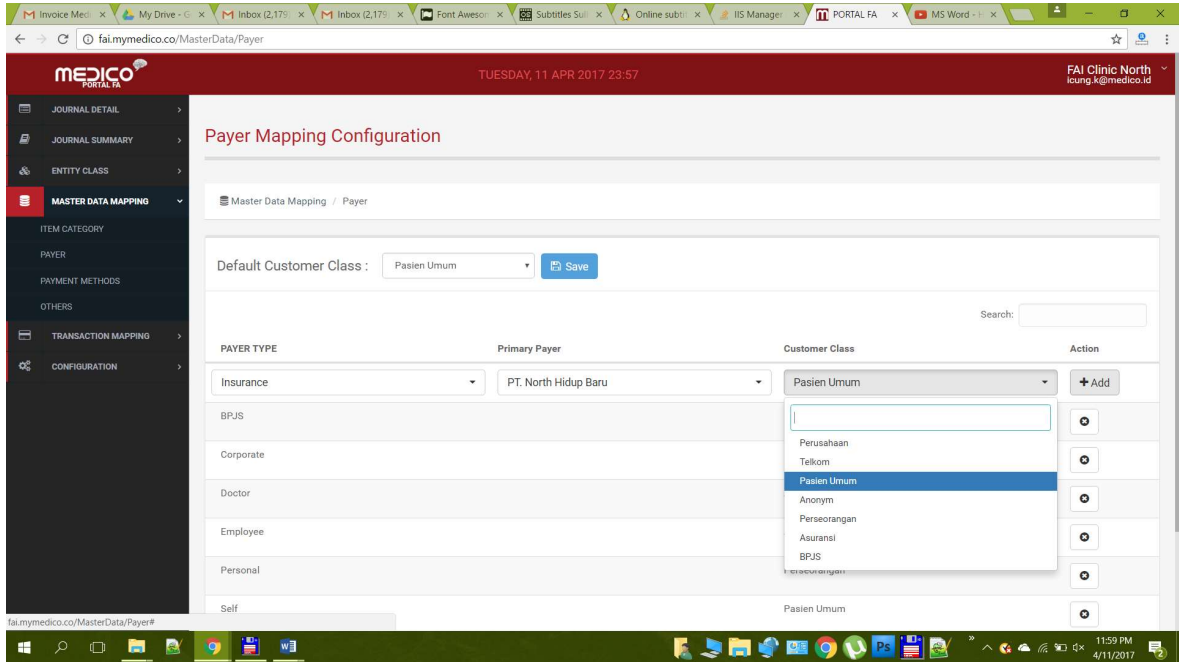 Invoice Medi
My Drive - G
Inbox (2,179
Inbox (2,179
Font Aweson
Subtitles Sul
Online subti
IIS Manager
PORTAL FA
MS Word -
fai.mymedico.co/MasterData/Payer
MEDICO
PORTAL FA
TUESDAY, 11 APR 2017 23:57
FAI Clinic North
icung.k@medico.id
JOURNAL DETAIL
JOURNAL SUMMARY
ENTITY CLASS
MASTER DATA MAPPING
ITEM CATEGORY
PAYER
PAYMENT METHODS
OTHERS
TRANSACTION MAPPING
CONFIGURATION
Payer Mapping Configuration
Master Data Mapping / Payer
Default Customer Class : Pasien Umum Save
Search:
PAYER TYPE Primary Payer Customer Class Action
Insurance PT. North Hidup Baru Pasien Umum +Add
BPJS
Corporate
Doctor
Employee
Personal
Self Pasien Umum
Perusahaan
Telkom
Pasien Umum
Anonym
Perseorangan
Asuransi
BPJS
Perseorangan
fai.mymedico.co/MasterData/Payer#
Ps
11:59 PM
4/11/2017